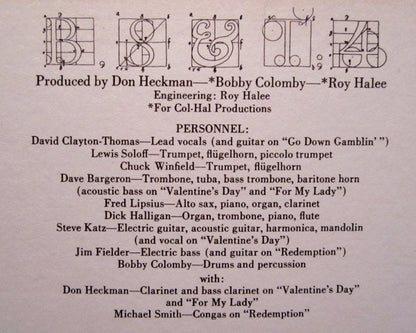 B, S & T: 4
Produced by Don Heckman—*Bobby Colomby—*Roy Halee
Engineering: Roy Halee
*For Col-Hal Productions
PERSONNEL:
David Clayton-Thomas—Lead vocals (and guitar on “Go Down Gamblin’ ”)
Lewis Soloff—Trumpet, flügelhorn, piccolo trumpet
Chuck Winfield—Trumpet, flügelhorn
Dave Bargeron—Trombone, tuba, bass trombone, baritone horn
(acoustic bass on “Valentine’s Day” and “For My Lady”)
Fred Lipsius—Alto sax, piano, organ, clarinet
Dick Halligan—Organ, trombone, piano, flute
Steve Katz—Electric guitar, acoustic guitar, harmonica, mandolin
(and vocal on “Valentine’s Day”)
Jim Fielder—Electric bass (and guitar on “Redemption”)
Bobby Colomby—Drums and percussion
with:
Don Heckman—Clarinet and bass clarinet on “Valentine’s Day”
and “For My Lady”
Michael Smith—Congas on “Redemption”